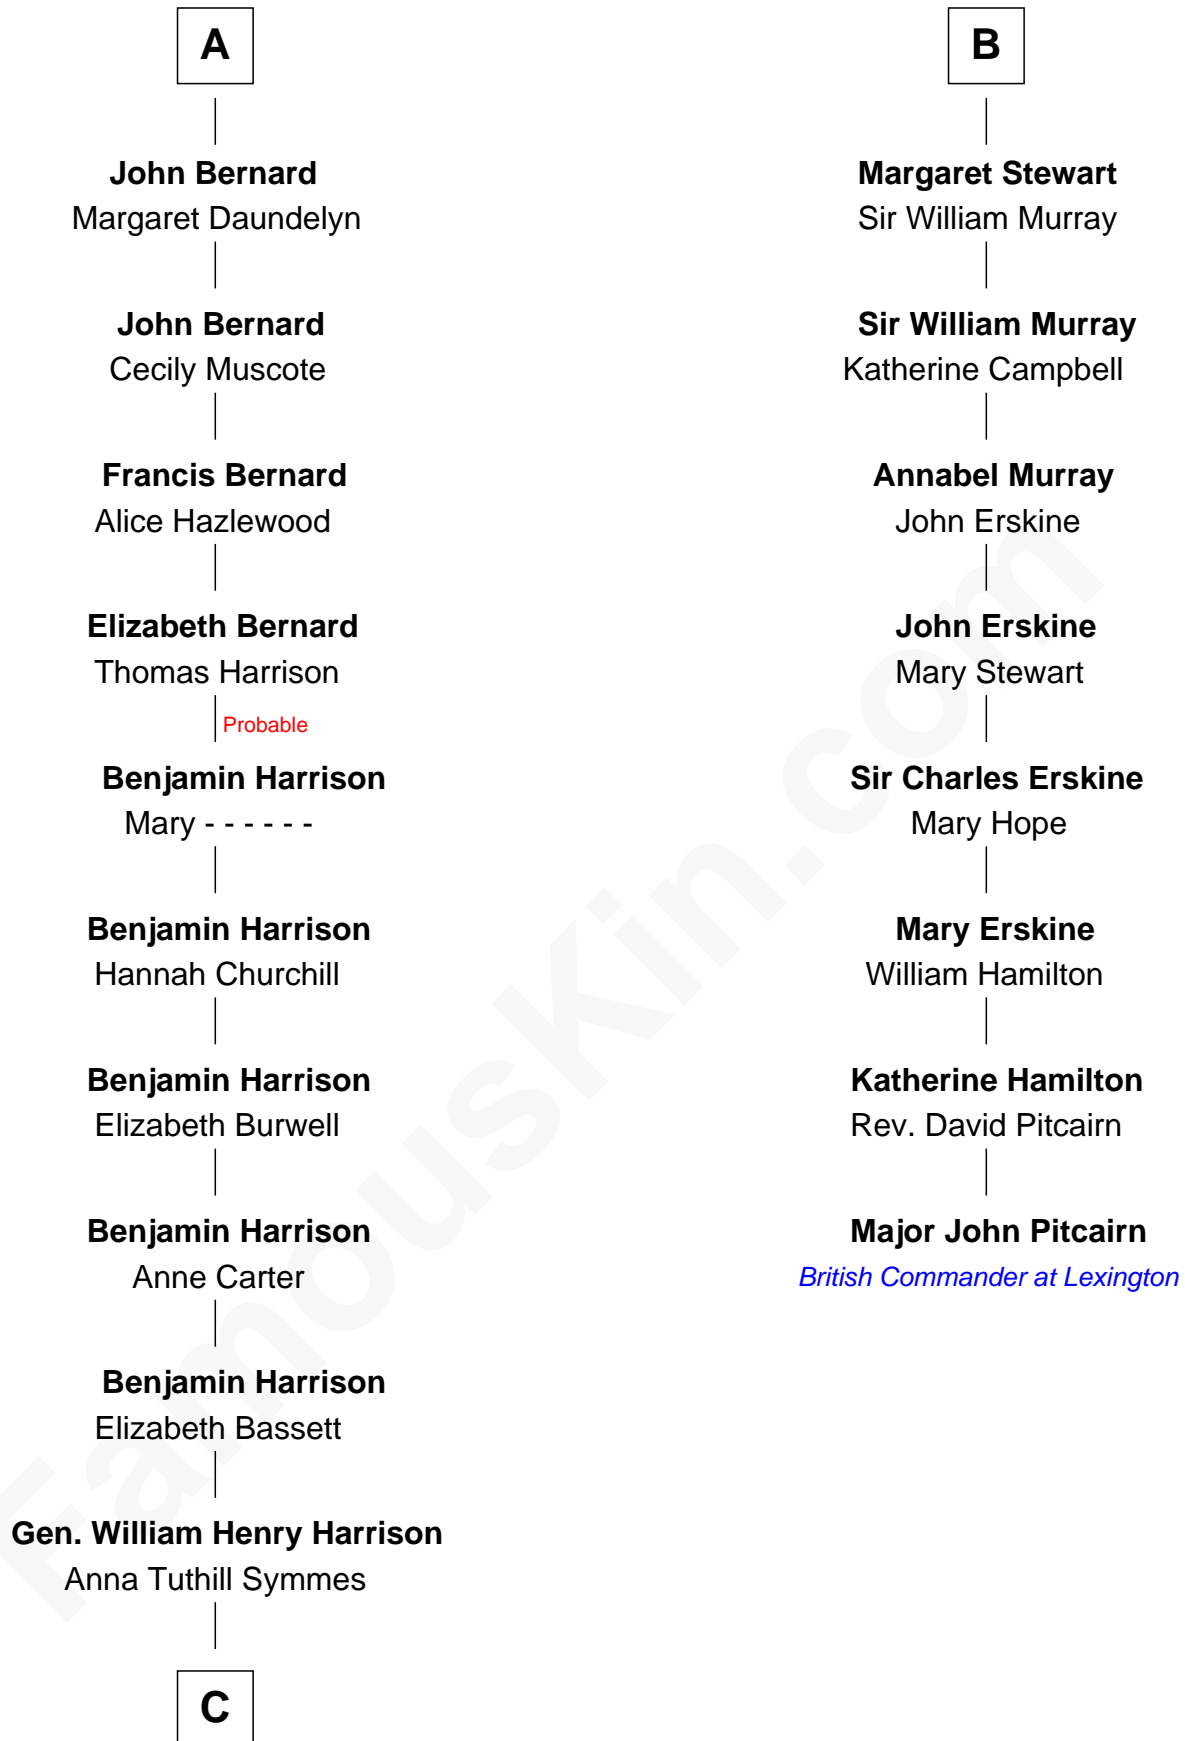 A
John Bernard
Margaret Daundelyn
John Bernard
Cecily Muscote
Francis Bernard
Alice Hazlewood
Elizabeth Bernard
Thomas Harrison
Probable
Benjamin Harrison
Mary - - - - - -
Benjamin Harrison
Hannah Churchill
Benjamin Harrison
Elizabeth Burwell
Benjamin Harrison
Anne Carter
Benjamin Harrison
Elizabeth Bassett
Gen. William Henry Harrison
Anna Tuthill Symmes
C
B
Margaret Stewart
Sir William Murray
Sir William Murray
Katherine Campbell
Annabel Murray
John Erskine
John Erskine
Mary Stewart
Sir Charles Erskine
Mary Hope
Mary Erskine
William Hamilton
Katherine Hamilton
Rev. David Pitcairn
Major John Pitcairn
British Commander at Lexington
FamousKin.com